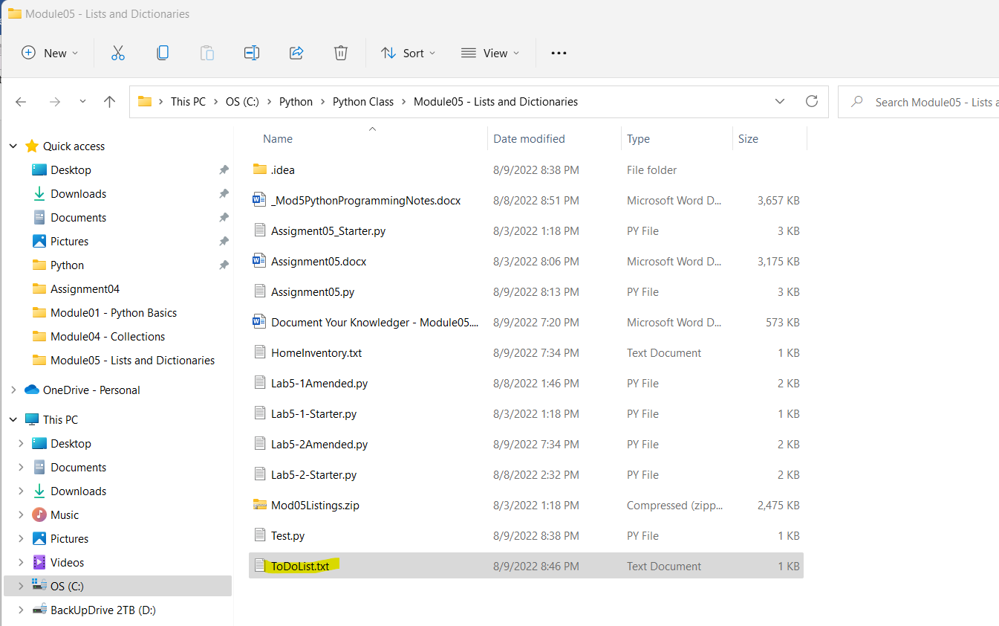 Module05 - Lists and Dictionaries
New Sort View
This PC OS (C:) Python Python Class Module05 - Lists and Dictionaries Search Module05 - Lists
Quick access
Desktop
Downloads
Documents
Pictures
Python
Assignment04
Module01 - Python Basics
Module04 - Collections
Module05 - Lists and Dictionaries
OneDrive - Personal
This PC
Desktop
Documents
Downloads
Music
Pictures
Videos
OS (C:)
BackUpDrive 2TB (D:)
Name Date modified Type Size
.idea 8/9/2022 8:38 PM File folder
_Mod5PythonProgrammingNotes.docx 8/8/2022 8:51 PM Microsoft Word D... 3,657 KB
Assigment05_Starter.py 8/3/2022 1:18 PM PY File 3 KB
Assignment05.docx 8/3/2022 8:06 PM Microsoft Word D... 3,175 KB
Assignment05.py 8/9/2022 8:13 PM PY File 3 KB
Document Your Knowledger - Module05.... 8/9/2022 7:20 PM Microsoft Word D... 573 KB
HomeInventory.txt 8/9/2022 7:34 PM Text Document 1 KB
Lab5-1Amended.py 8/8/2022 1:46 PM PY File 2 KB
Lab5-1-Starter.py 8/3/2022 1:18 PM PY File 1 KB
Lab5-2Amended.py 8/9/2022 7:34 PM PY File 2 KB
Lab5-2-Starter.py 8/8/2022 2:32 PM PY File 2 KB
Mod05Listings.zip 8/3/2022 1:18 PM Compressed (zipp... 2,475 KB
Test.py 8/9/2022 8:38 PM PY File 1 KB
ToDoList.txt 8/9/2022 8:46 PM Text Document 1 KB